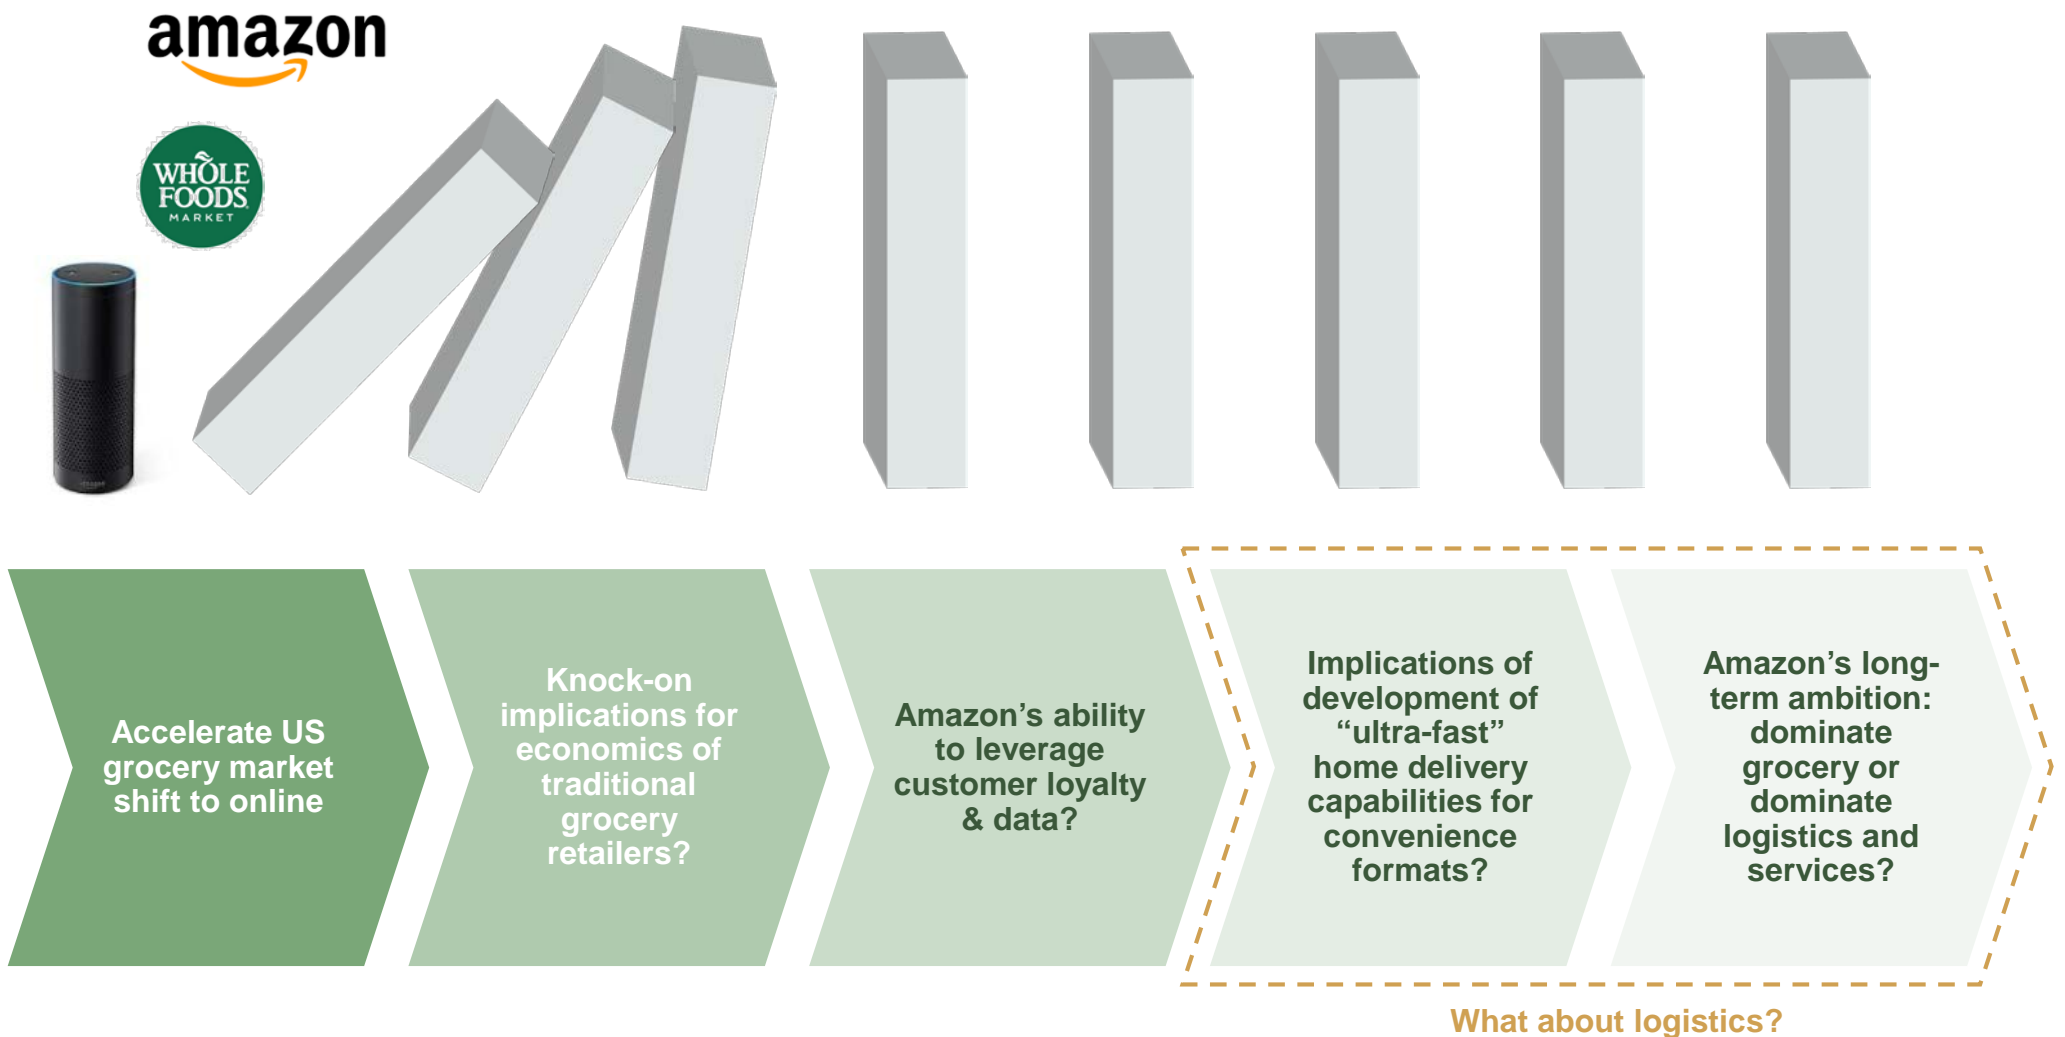 amazon
WHOLE
FOODS
MARKET
Accelerate US
grocery market
shift to online
Knock-on
implications for
economics of
traditional
grocery
retailers?
Amazon’s ability
to leverage
customer loyalty
& data?
Implications of
development of
“ultra-fast”
home delivery
capabilities for
convenience
formats?
Amazon’s long-
term ambition:
dominate
grocery or
dominate
logistics and
services?
What about logistics?